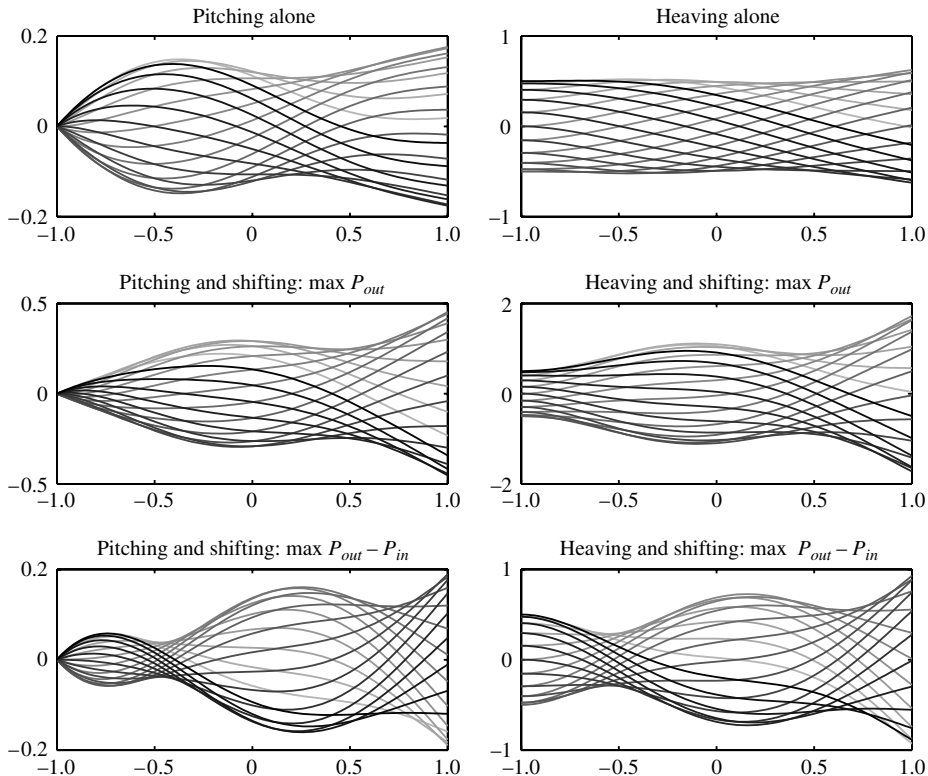 Pitching alone
Heaving alone
0.2
0
−0.2
−1.0 −0.5 0 0.5 1.0
1
0
−1
−1.0 −0.5 0 0.5 1.0
Pitching and shifting: max P_out
Heaving and shifting: max P_out
0.5
0
−0.5
−1.0 −0.5 0 0.5 1.0
2
0
−2
−1.0 −0.5 0 0.5 1.0
Pitching and shifting: max P_out – P_in
Heaving and shifting: max P_out – P_in
0.2
0
−0.2
−1.0 −0.5 0 0.5 1.0
1
0
−1
−1.0 −0.5 0 0.5 1.0